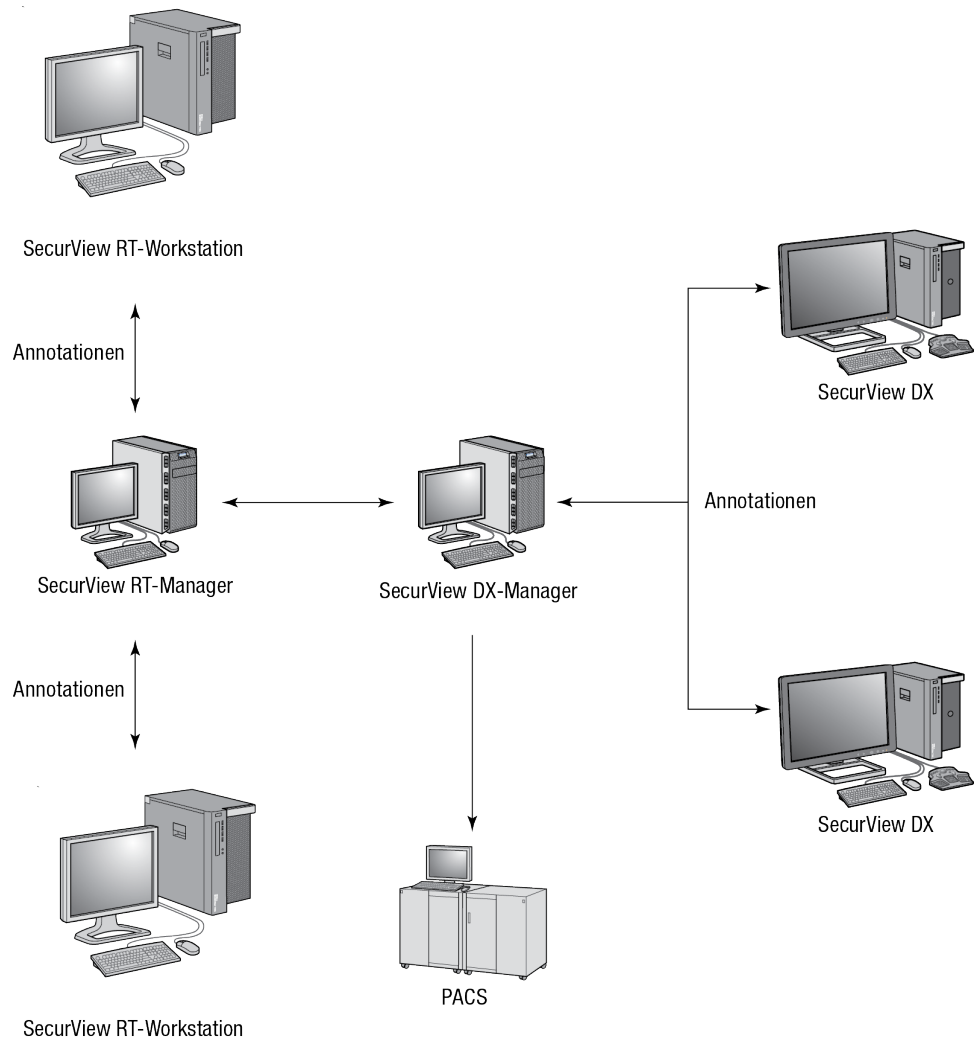 SecurView RT-Workstation
Annotationen
SecurView DX
Annotationen
SecurView RT-Manager
SecurView DX-Manager
Annotationen
SecurView DX
PACS
SecurView RT-Workstation